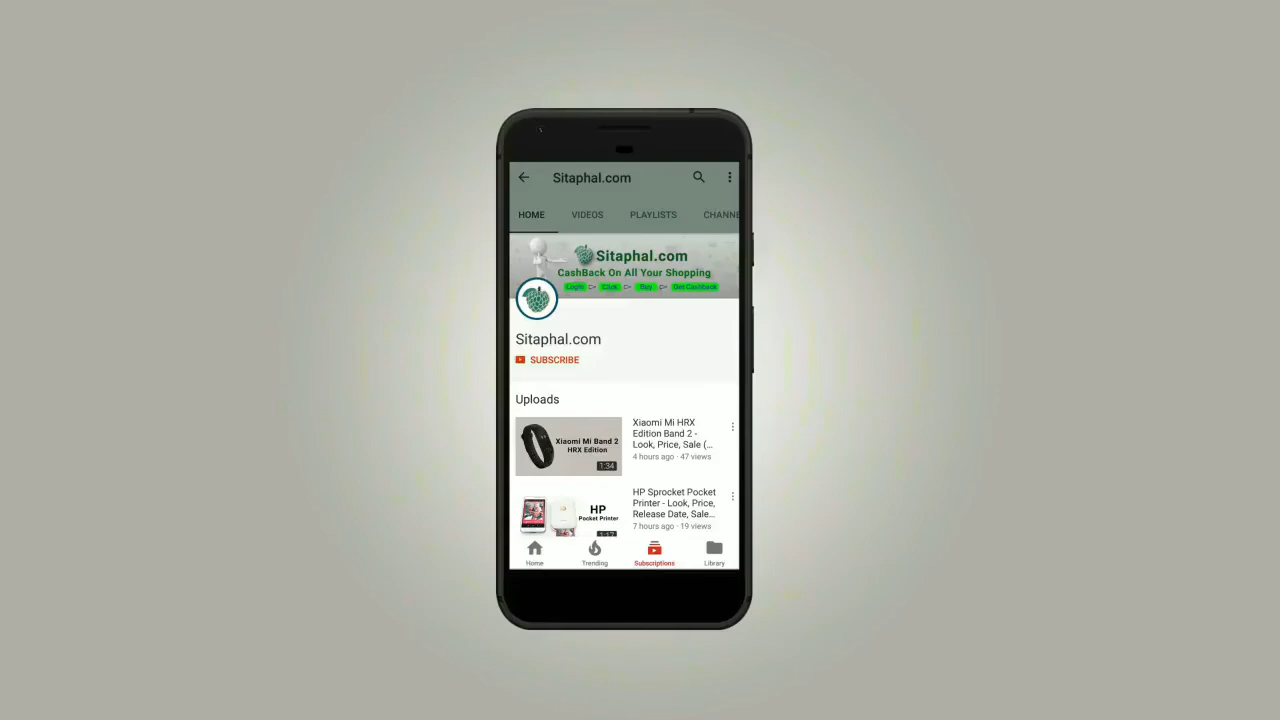 Sitaphal.com
HOME VIDEOS PLAYLISTS CHANNE
Sitaphal.com
CashBack On All Your Shopping
Login Click Buy Get Cashback
Sitaphal.com
SUBSCRIBE
Uploads
Xiaomi Mi Band 2
HRX Edition
1:34
Xiaomi Mi HRX
Edition Band 2 -
Look, Price, Sale (...
4 hours ago · 47 views
HP
Pocket Printer
1:17
HP Sprocket Pocket
Printer - Look, Price,
Release Date, Sale...
7 hours ago · 19 views
Home Trending Subscriptions Library